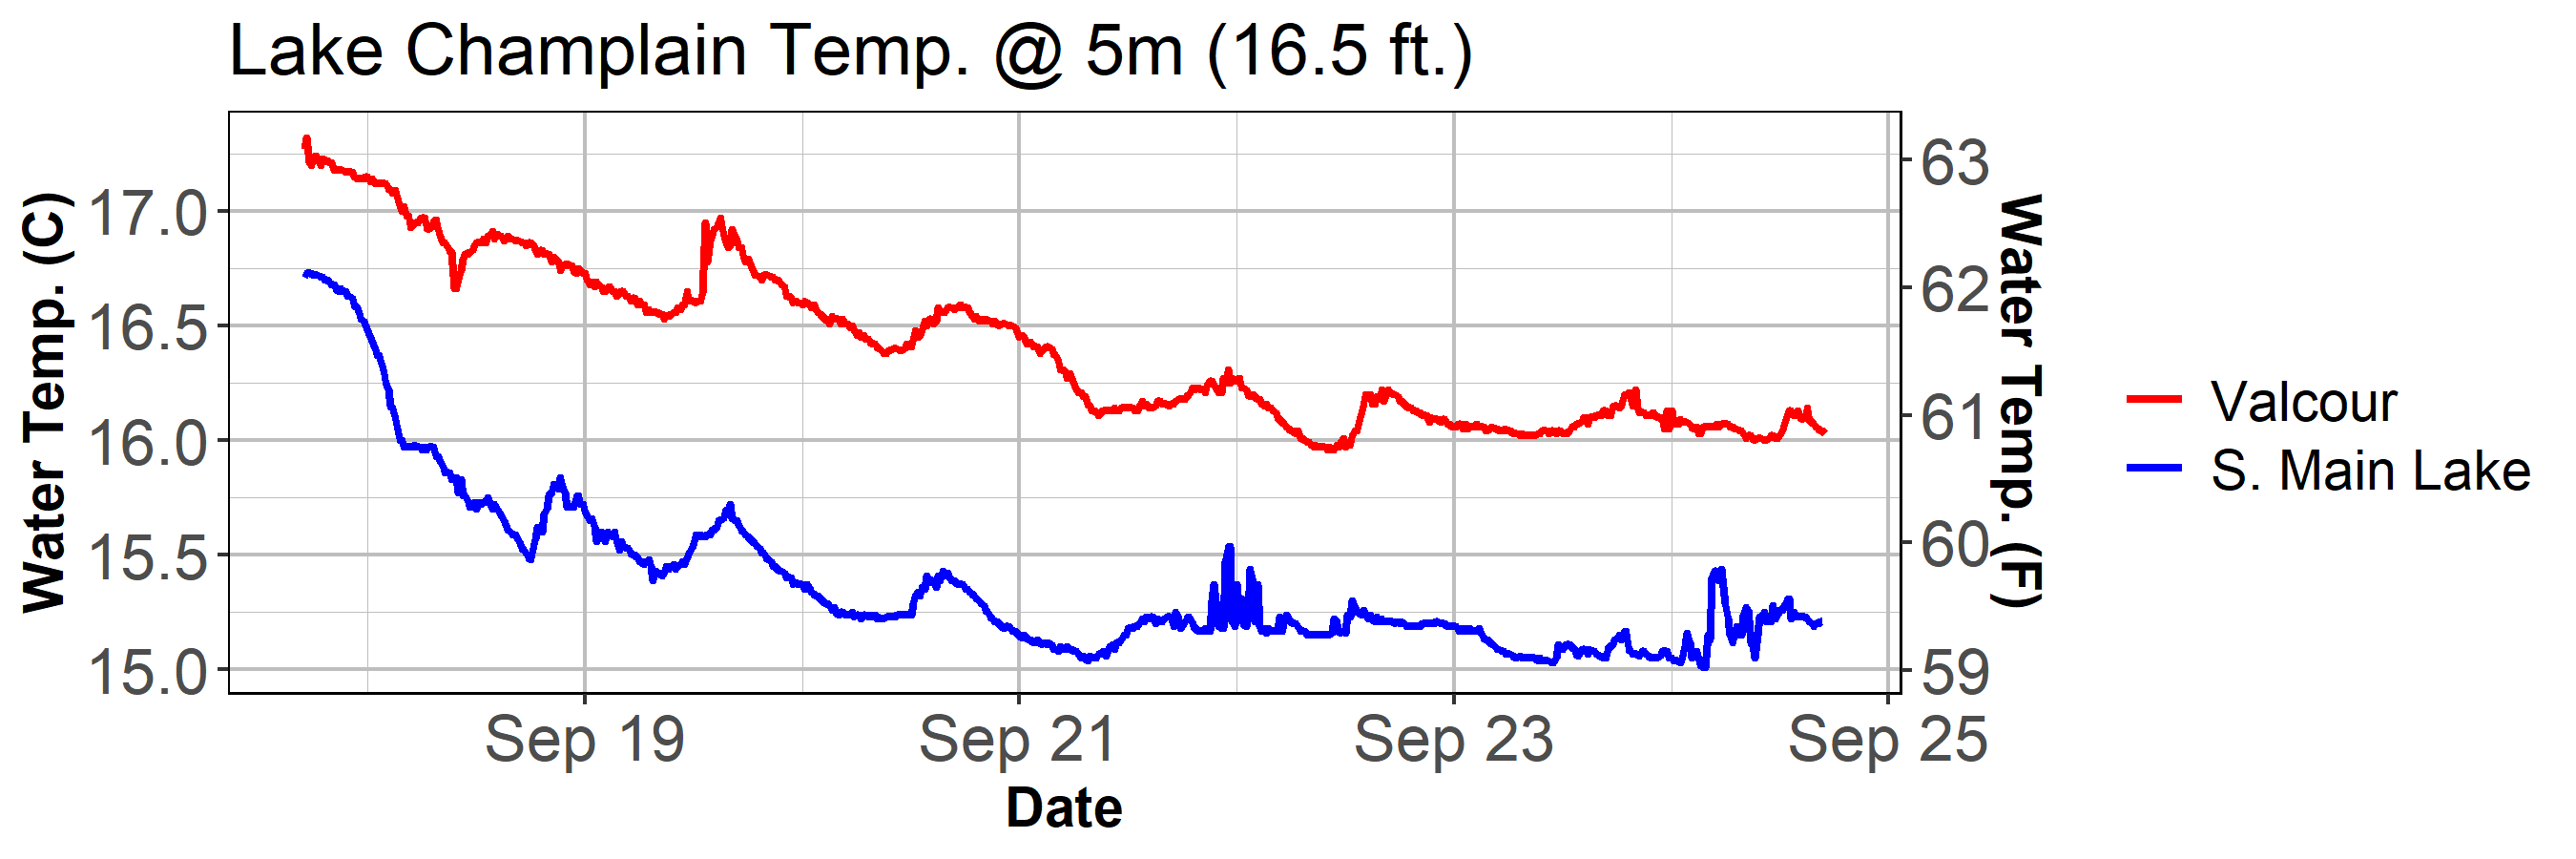 Lake Champlain Temp. @ 5m (16.5 ft.)
Water Temp. (C)
17.0
16.5
16.0
15.5
15.0
63
62
61
60
59
Water Temp. (F)
Sep 19
Sep 21
Sep 23
Sep 25
Date
Valcour
S. Main Lake